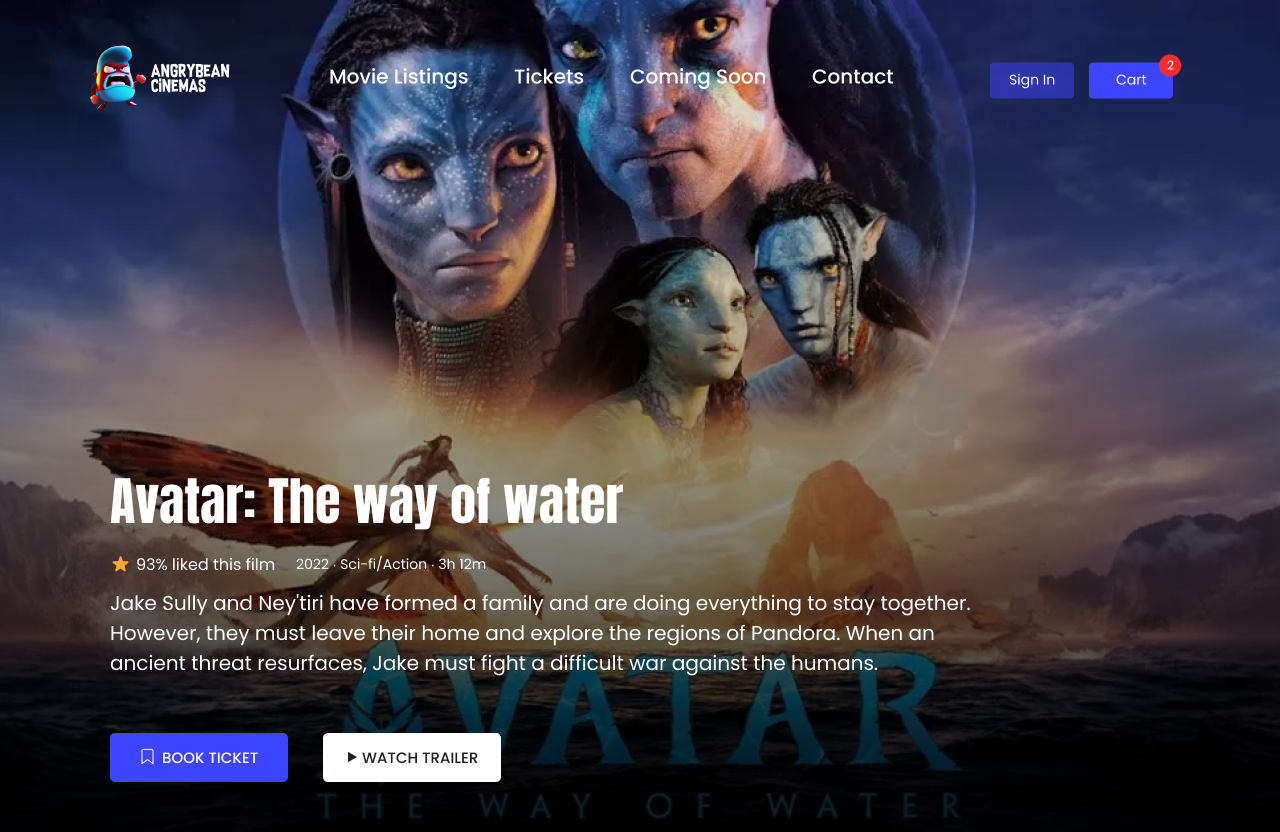 ANGRYBEAN
CINEMAS
Movie Listings
Tickets
Coming Soon
Contact
Sign In
Cart
2
Avatar: The way of water
93% liked this film
2022 · Sci-fi/Action · 3h 12m
Jake Sully and Ney'tiri have formed a family and are doing everything to stay together.
However, they must leave their home and explore the regions of Pandora. When an
ancient threat resurfaces, Jake must fight a difficult war against the humans.
AVATAR
BOOK TICKET
WATCH TRAILER
THE WAY OF WATER